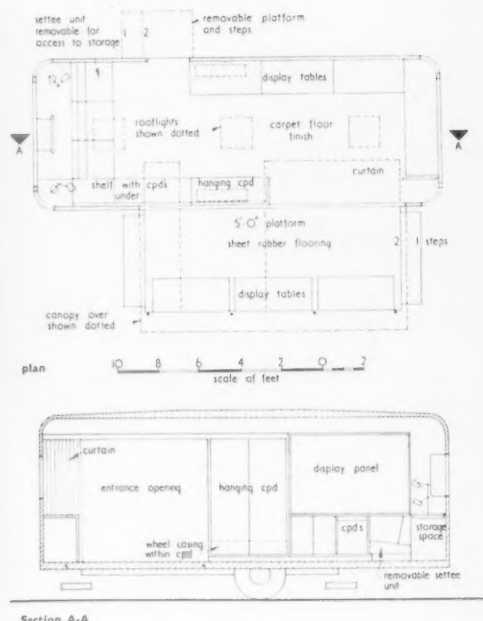 settee unit
removable for
access to storage
1 2
removable platform
and steps
display tables
A
rooflights
shown dotted
carpet floor
finish
A
curtain
shelf with cpds
under
hanging cpd
5'·0" platform
sheet rubber flooring
2 1 steps
display tables
canopy over
shown dotted
plan
10 8 6 4 2 0 2
scale of feet
curtain
entrance opening
hanging cpd
display panel
cpd's
storage
space
wheel casing
within cpd
removable settee
unit
Section A-A